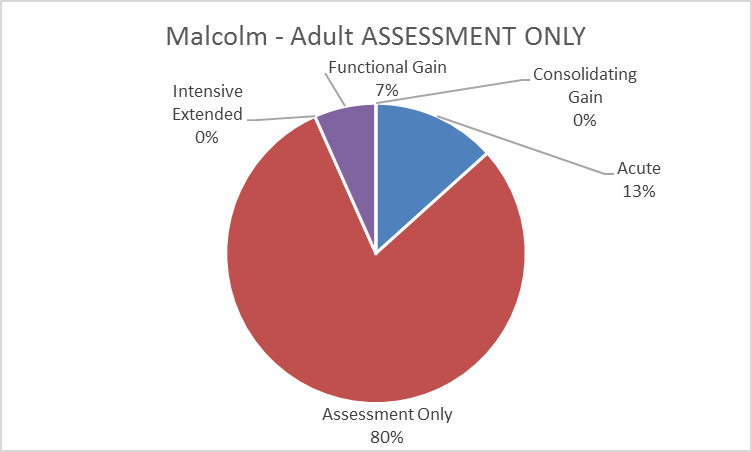 Malcolm - Adult ASSESSMENT ONLY
Functional Gain
7%
Consolidating
Gain
0%
Intensive
Extended
0%
Acute
13%
Assessment Only
80%